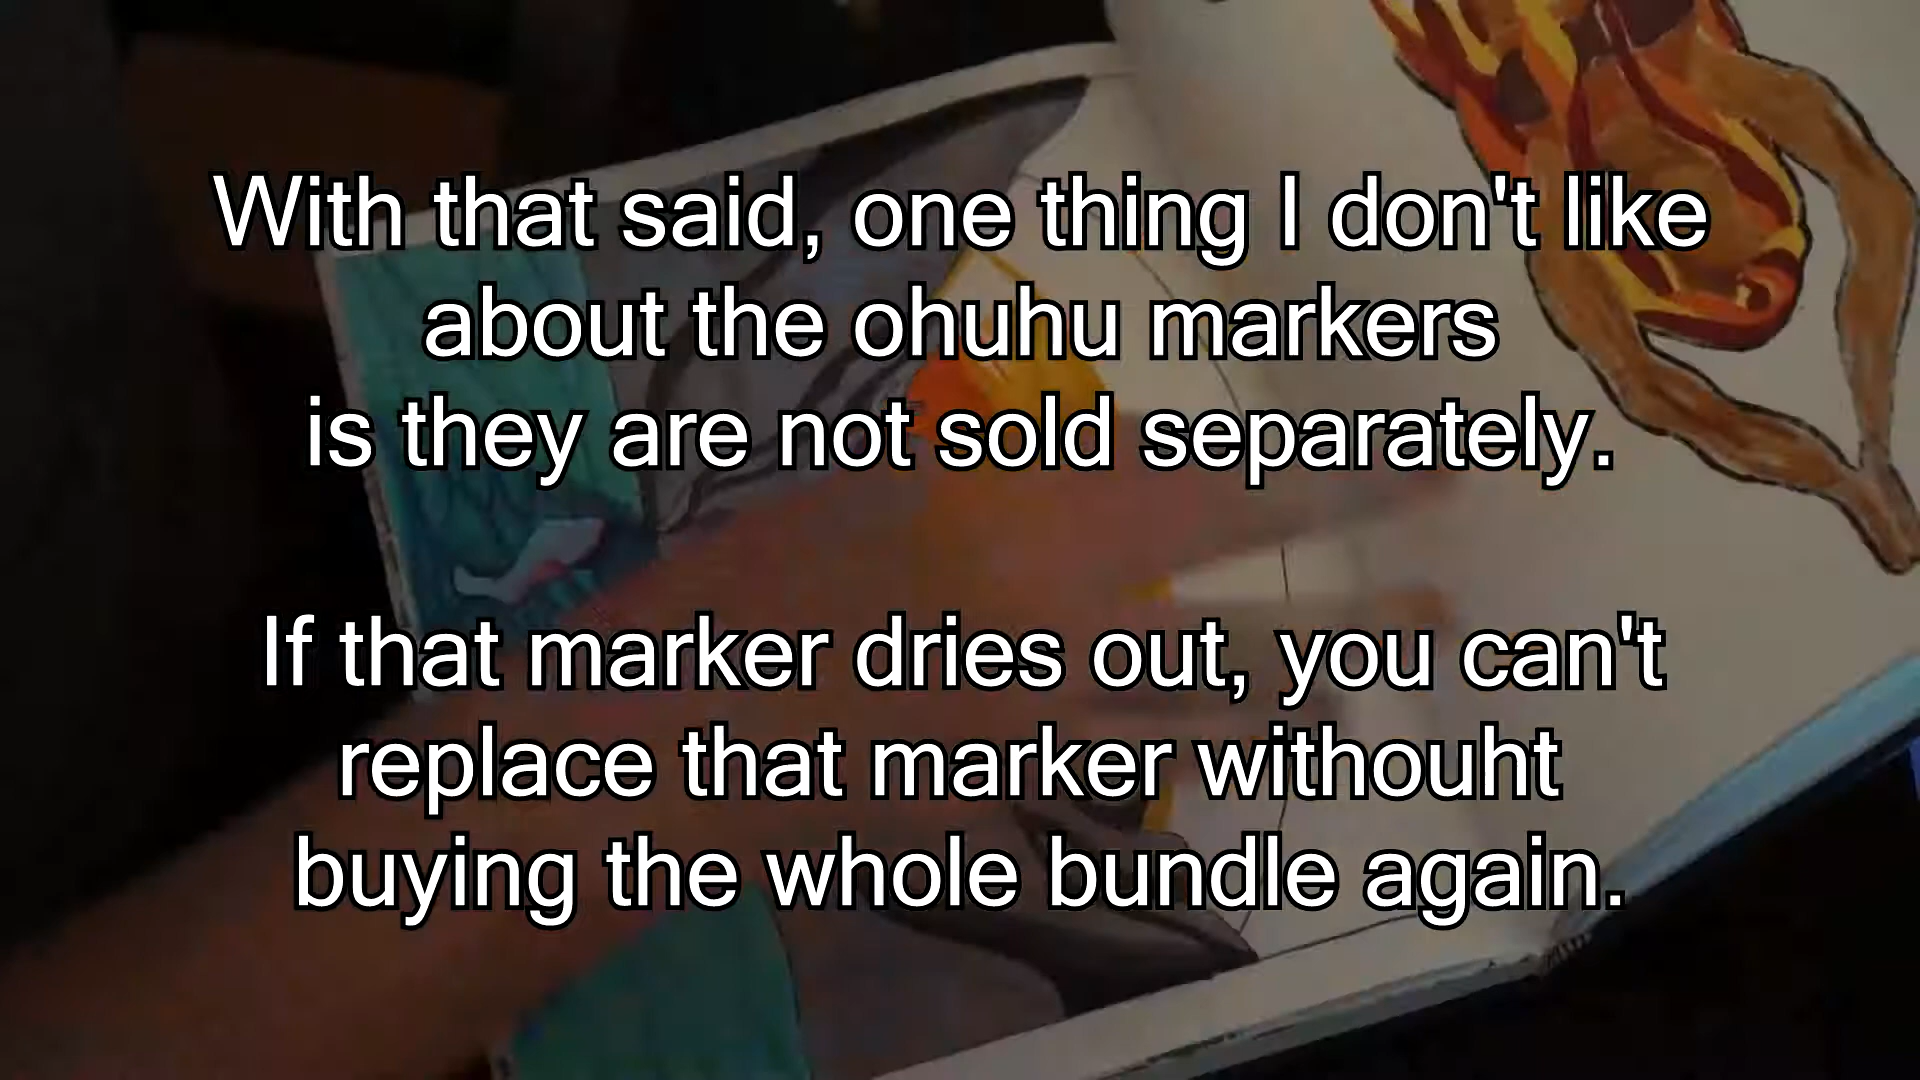 With that said, one thing I don't like
about the ohuhu markers
is they are not sold separately.
If that marker dries out, you can't
replace that marker withouht
buying the whole bundle again.